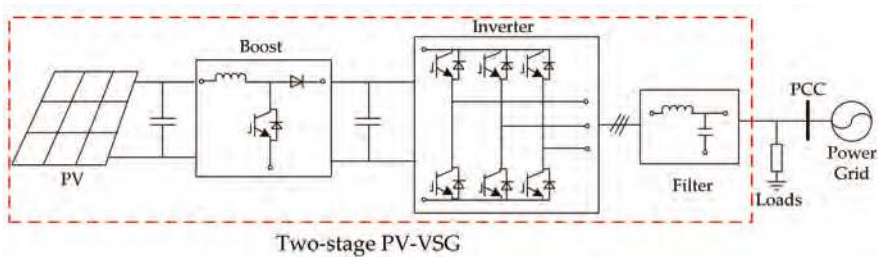 Inverter
Boost
PCC
PV
Filter
Loads
Power
Grid
Two-stage PV-VSG